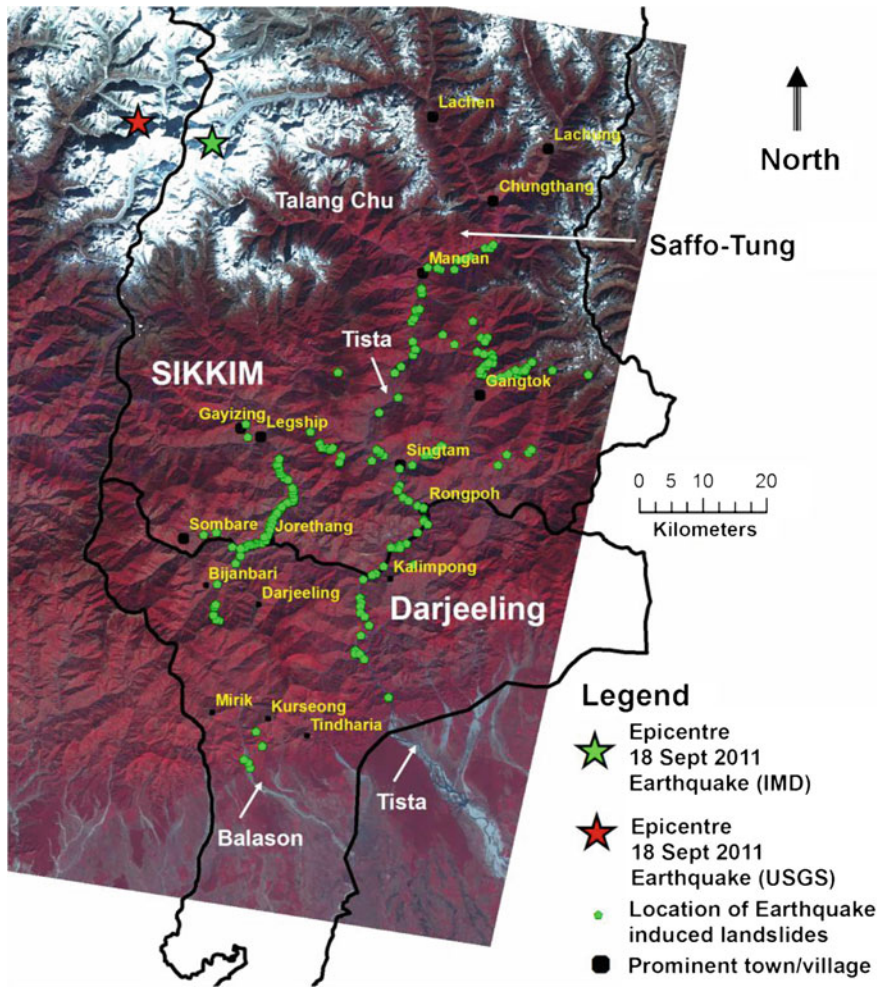 Lachen
Lachung
North
Talang Chu
Chungthang
Saffo-Tung
Mangan
Tista
SIKKIM
Gangtok
Gayizing
Legship
Singtam
0 10 20
Kilometers
Rongpoh
Sombare
Jorethang
Kalimpong
Bijanbari
Darjeeling
Darjeeling
Mirik
Kurseong
Tindharia
Tista
Balason
Legend
Epicentre
18 Sept 2011
Earthquake (IMD)
Epicentre
18 Sept 2011
Earthquake (USGS)
Location of Earthquake
induced landslides
Prominent town/village